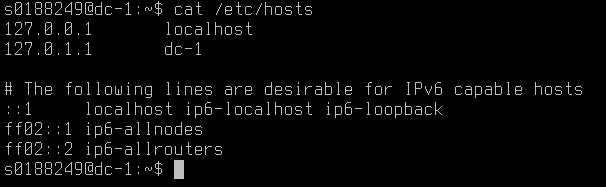 s0188249@dc-1:~$ cat /etc/hosts
127.0.0.1 localhost
127.0.1.1 dc-1
# The following lines are desirable for IPv6 capable hosts
::1 localhost ip6-localhost ip6-loopback
ff02::1 ip6-allnodes
ff02::2 ip6-allrouters
s0188249@dc-1:~$